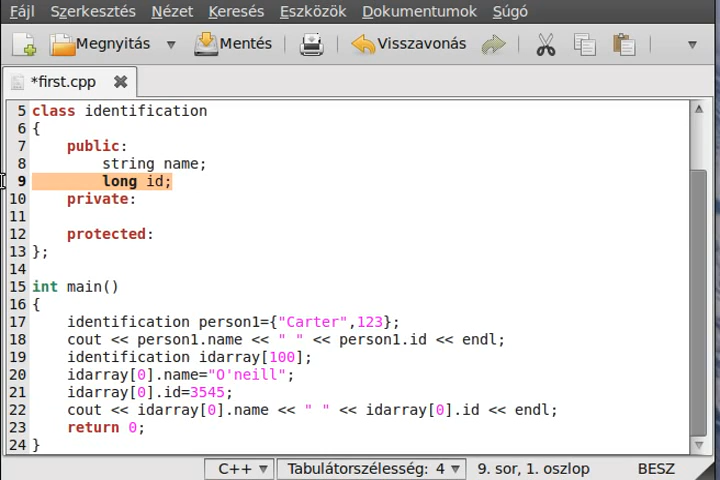 Fájl Szerkesztés Nézet Keresés Eszközök Dokumentumok Súgó
Megnyitás Mentés Visszavonás
*first.cpp
5 class identification
6 {
7     public:
8         string name;
9         long id;
10     private:
11
12     protected:
13 };
14
15 int main()
16 {
17     identification person1={"Carter",123};
18     cout << person1.name << " " << person1.id << endl;
19     identification idarray[100];
20     idarray[0].name="O'neill";
21     idarray[0].id=3545;
22     cout << idarray[0].name << " " << idarray[0].id << endl;
23     return 0;
24 }
C++ Tabulátorszélesség: 4 9. sor, 1. oszlop BESZ